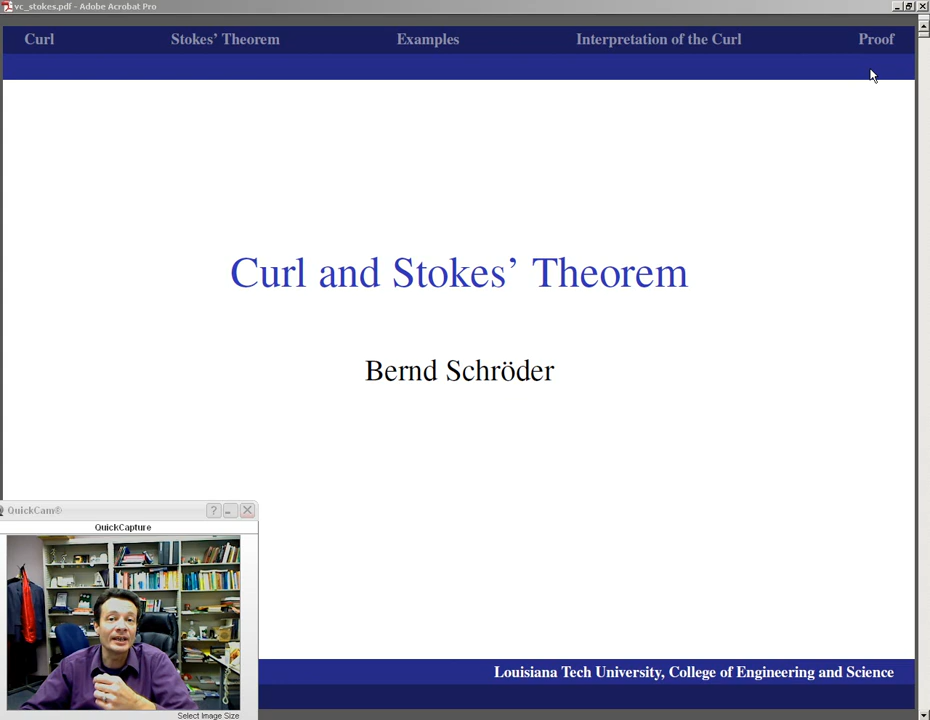 vc_stokes.pdf - Adobe Acrobat Pro
Curl Stokes’ Theorem Examples Interpretation of the Curl Proof
Curl and Stokes’ Theorem
Bernd Schröder
QuickCam®
QuickCapture
Select Image Size
Louisiana Tech University, College of Engineering and Science